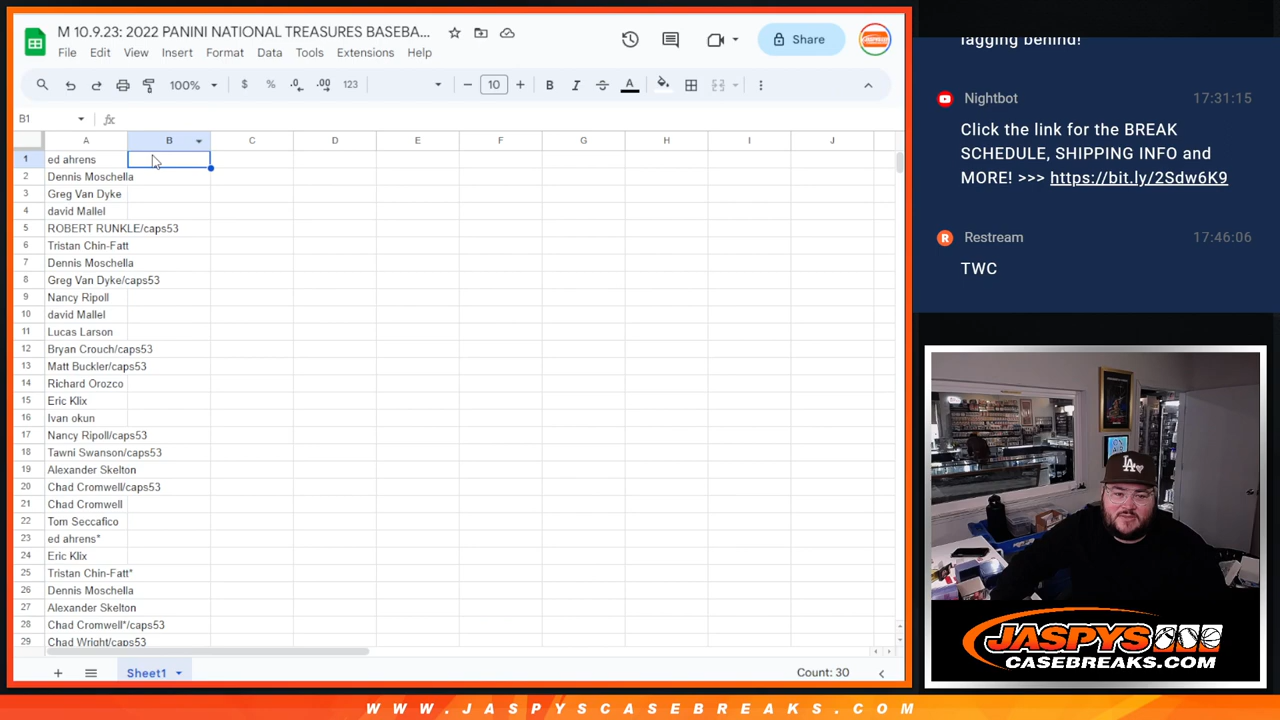 M 10.9.23: 2022 PANINI NATIONAL TREASURES BASEBA...
File Edit View Format Data Tools Extensions Help
Share
100% $ % .0 .00 123 10 B I A
B1 fx
A B C D E F G H I J
1 ed ahrens
2 Dennis Moschella
3 Greg Van Dyke
4 david Mallel
5 ROBERT RUNKLE/caps53
6 Tristan Chin-Fatt
7 Dennis Moschella
8 Greg Van Dyke/caps53
9 Nancy Ripoll
10 david Mallel
11 Lucas Larson
12 Bryan Crouch/caps53
13 Matt Buckler/caps53
14 Richard Orozco
15 Eric Klix
16 Ivan okun
17 Nancy Ripoll/caps53
18 Tawni Swanson/caps53
19 Alexander Skelton
20 Chad Cromwell/caps53
21 Chad Cromwell
22 Tom Seccafico
23 ed ahrens*
24 Eric Klix
25 Tristan Chin-Fatt*
26 Dennis Moschella
27 Alexander Skelton
28 Chad Cromwell*/caps53
29 Chad Wright/caps53
Sheet1
Count: 30
lagging behind!
Nightbot 17:31:15
Click the link for the BREAK
SCHEDULE, SHIPPING INFO and
MORE! >>> https://bit.ly/2Sdw6K9
R Restream 17:46:06
TWC
LA
JASPYS
CASEBREAKS.COM
WWW.JASPYSCASEBREAKS.COM